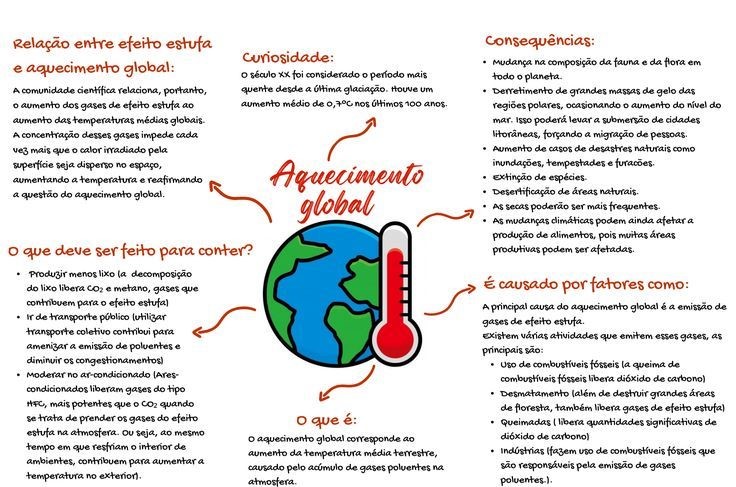 Relação entre efeito estufa
e aquecimento global:
A comunidade científica relaciona, portanto,
o aumento dos gases de efeito estufa ao
aumento das temperaturas médias globais.
A concentração desses gases impede cada
vez mais que o calor irradiado pela
superfície seja disperso no espaço,
aumentando a temperatura e reafirmando
a questão do aquecimento global.
Curiosidade:
O século XX foi considerado o período mais
quente desde a última glaciação. Houve um
aumento médio de 0,7ºC nos últimos 100 anos.
Consequências:
• Mudança na composição da fauna e da flora em
todo o planeta.
• Derretimento de grandes massas de gelo das
regiões polares, ocasionando o aumento do nível do
mar. Isso poderá levar a submersão de cidades
litorâneas, forçando a migração de pessoas.
• Aumento de casos de desastres naturais como
inundações, tempestades e furacões.
• Extinção de espécies.
• Desertificação de áreas naturais.
• As secas poderão ser mais frequentes.
• As mudanças climáticas podem ainda afetar a
produção de alimentos, pois muitas áreas
produtivas podem ser afetadas.
Aquecimento
global
O que deve ser feito para conter?
• Produzir menos lixo (a decomposição
do lixo libera CO₂ e metano, gases que
contribuem para o efeito estufa)
• Ir de transporte público (utilizar
transporte coletivo contribui para
amenizar a emissão de poluentes e
diminuir os congestionamentos)
• Moderar no ar-condicionado (Ares-
condicionados liberam gases do tipo
HFC, mais potentes que o CO₂ quando
se trata de prender os gases do efeito
estufa na atmosfera. Ou seja, ao mesmo
tempo em que resfriam o interior de
ambientes, contribuem para aumentar a
temperatura no exterior).
O que é:
O aquecimento global corresponde ao
aumento da temperatura média terrestre,
causado pelo acúmulo de gases poluentes na
atmosfera.
É causado por fatores como:
A principal causa do aquecimento global é a emissão de
gases de efeito estufa.
Existem várias atividades que emitem esses gases, as
principais são:
• Uso de combustíveis fósseis (a queima de
combustíveis fósseis libera dióxido de carbono)
• Desmatamento (além de destruir grandes áreas
de floresta, também libera gases de efeito estufa)
• Queimadas ( libera quantidades significativas de
dióxido de carbono)
• Indústrias (fazem uso de combustíveis fósseis que
são responsáveis pela emissão de gases
poluentes.).